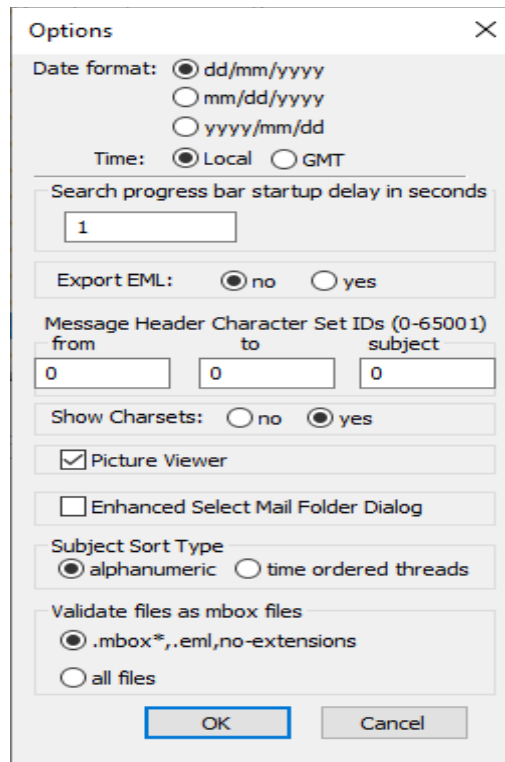 Options
Date format: dd/mm/yyyy
mm/dd/yyyy
yyyy/mm/dd
Time: Local GMT
Search progress bar startup delay in seconds
1
Export EML: no yes
Message Header Character Set IDs (0-65001)
from to subject
0 0 0
Show Charsets: no yes
Picture Viewer
Enhanced Select Mail Folder Dialog
Subject Sort Type
alphanumeric time ordered threads
Validate files as mbox files
.mbox*,.eml,no-extensions
all files
OK Cancel